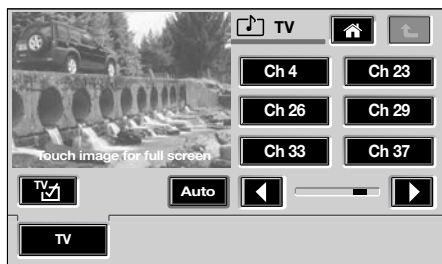 TV
Ch 4
Ch 23
Ch 26
Ch 29
Touch image for full screen
Ch 33
Ch 37
TV
Auto
TV